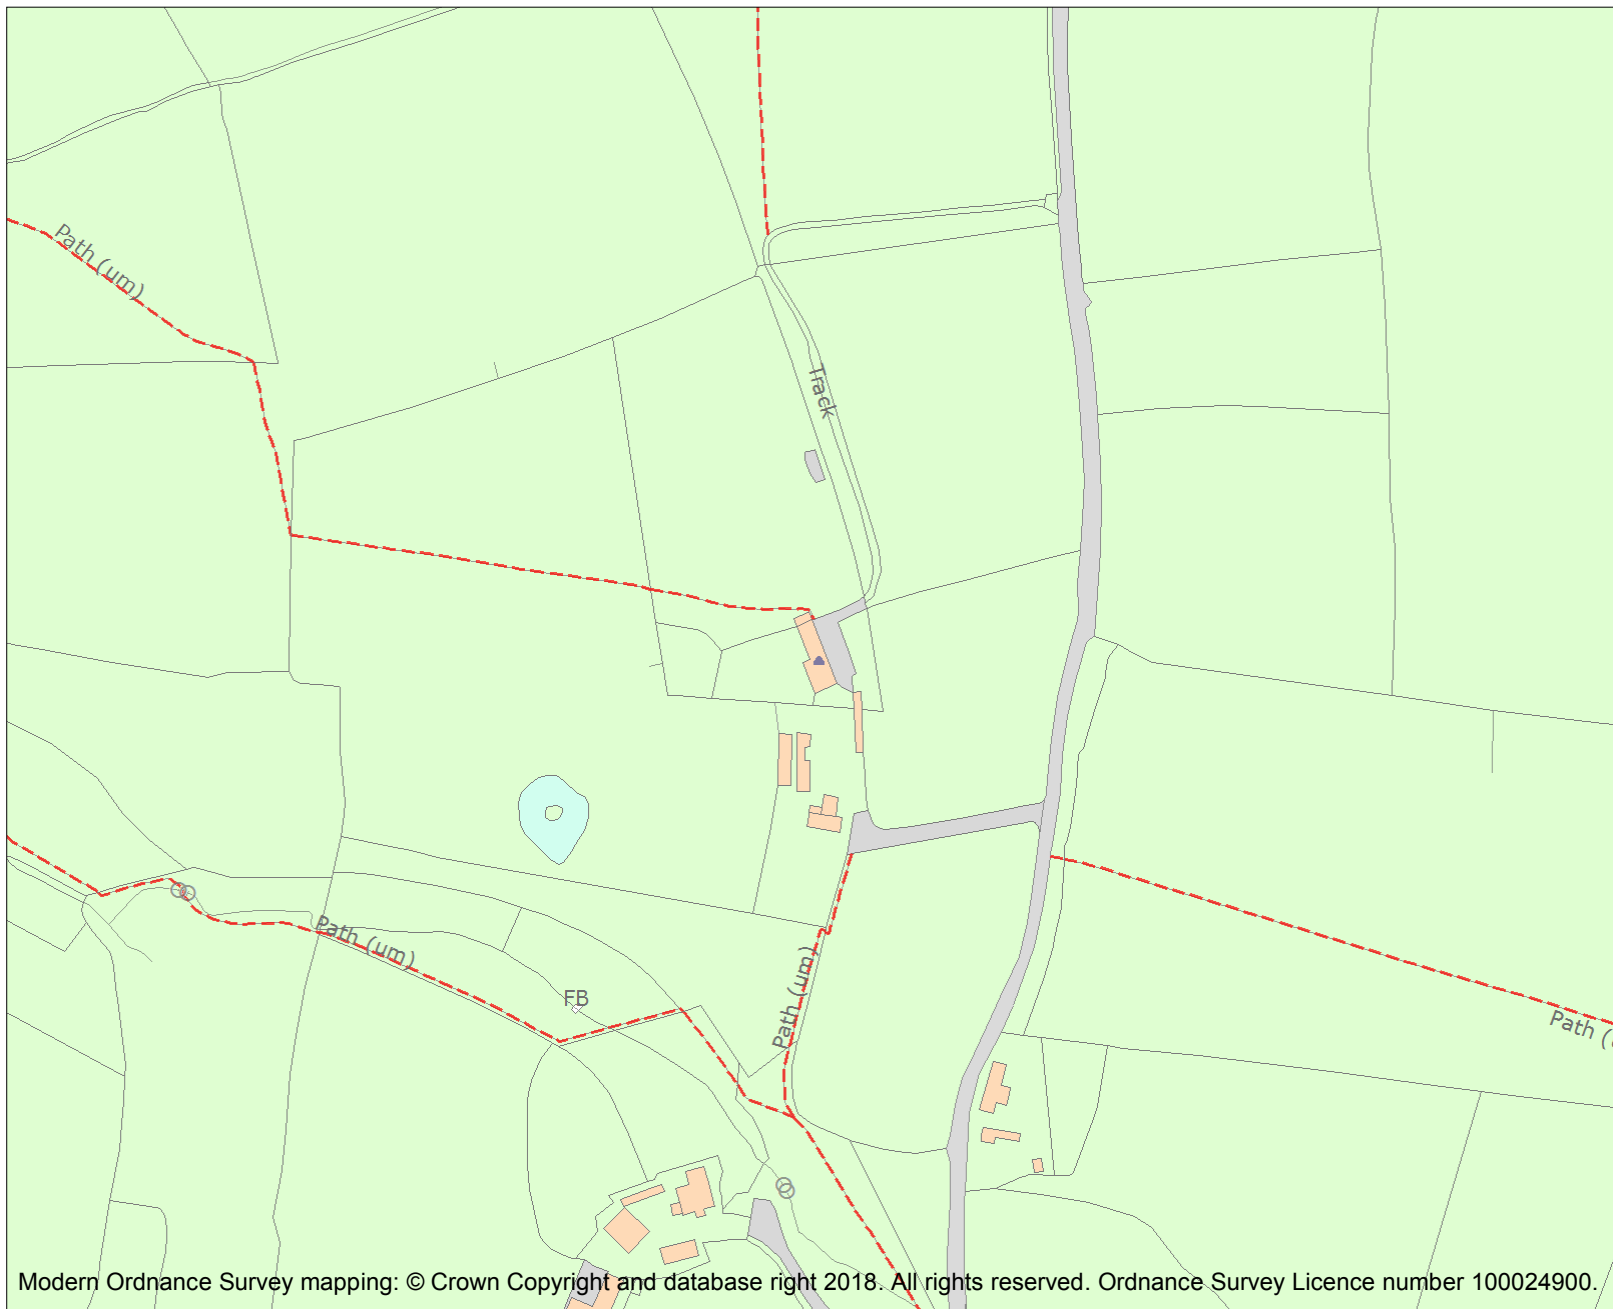 Path (um)
Track
Path (um)
FB
Path (um)
Path (
Modern Ordnance Survey mapping: © Crown Copyright and database right 2018. All rights reserved. Ordnance Survey Licence number 100024900.